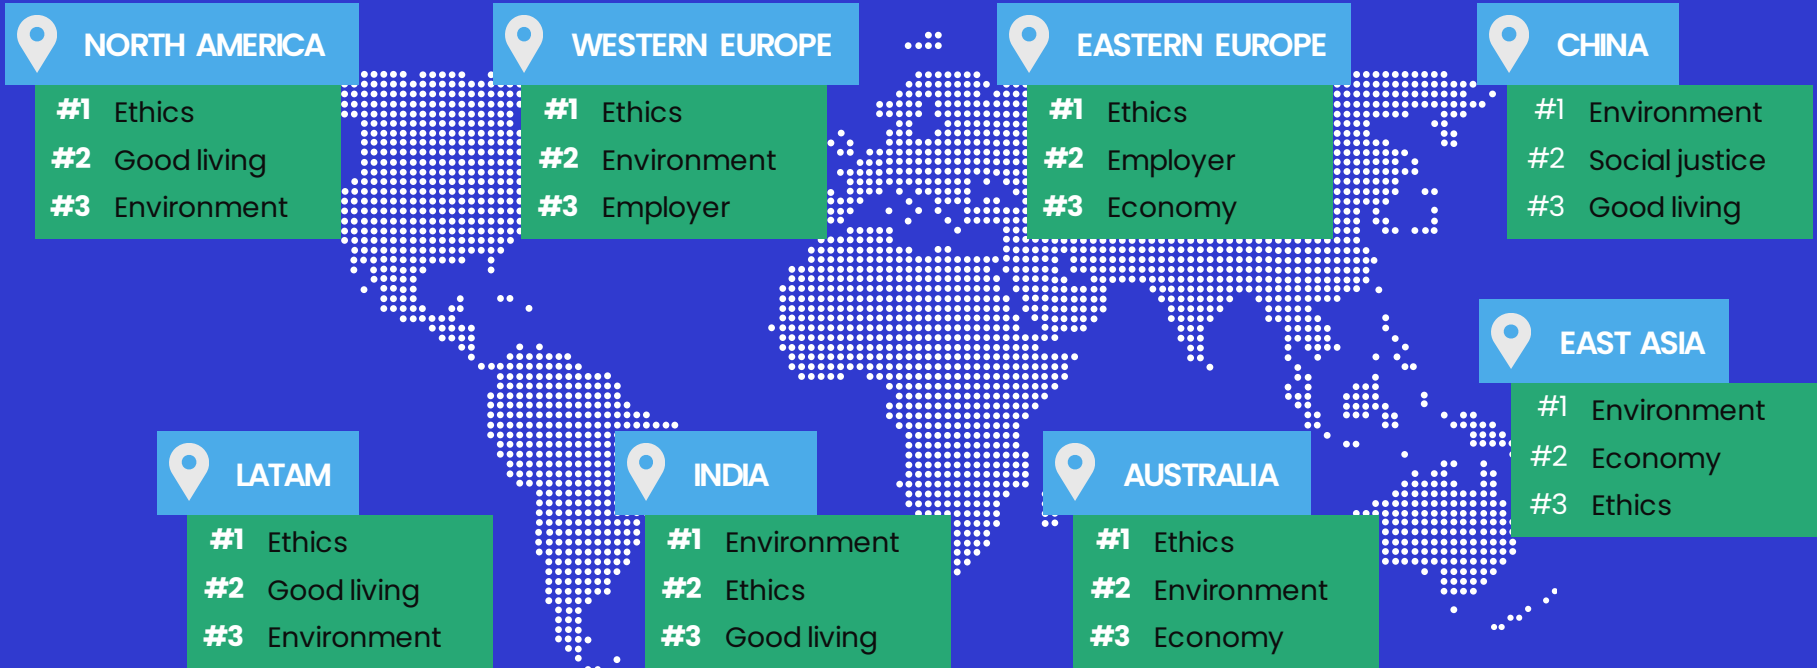 NORTH AMERICA
#1 Ethics
#2 Good living
#3 Environment
WESTERN EUROPE
#1 Ethics
#2 Environment
#3 Employer
EASTERN EUROPE
#1 Ethics
#2 Employer
#3 Economy
CHINA
#1 Environment
#2 Social justice
#3 Good living
EAST ASIA
#1 Environment
#2 Economy
#3 Ethics
LATAM
#1 Ethics
#2 Good living
#3 Environment
INDIA
#1 Environment
#2 Ethics
#3 Good living
AUSTRALIA
#1 Ethics
#2 Environment
#3 Economy